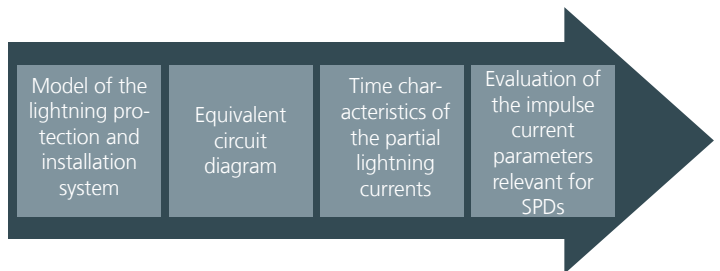 Model of the
lightning pro-
tection and
installation
system
Equivalent
circuit
diagram
Time char-
acteristics of
the partial
lightning
currents
Evaluation of
the impulse
current
parameters
relevant for
SPDs